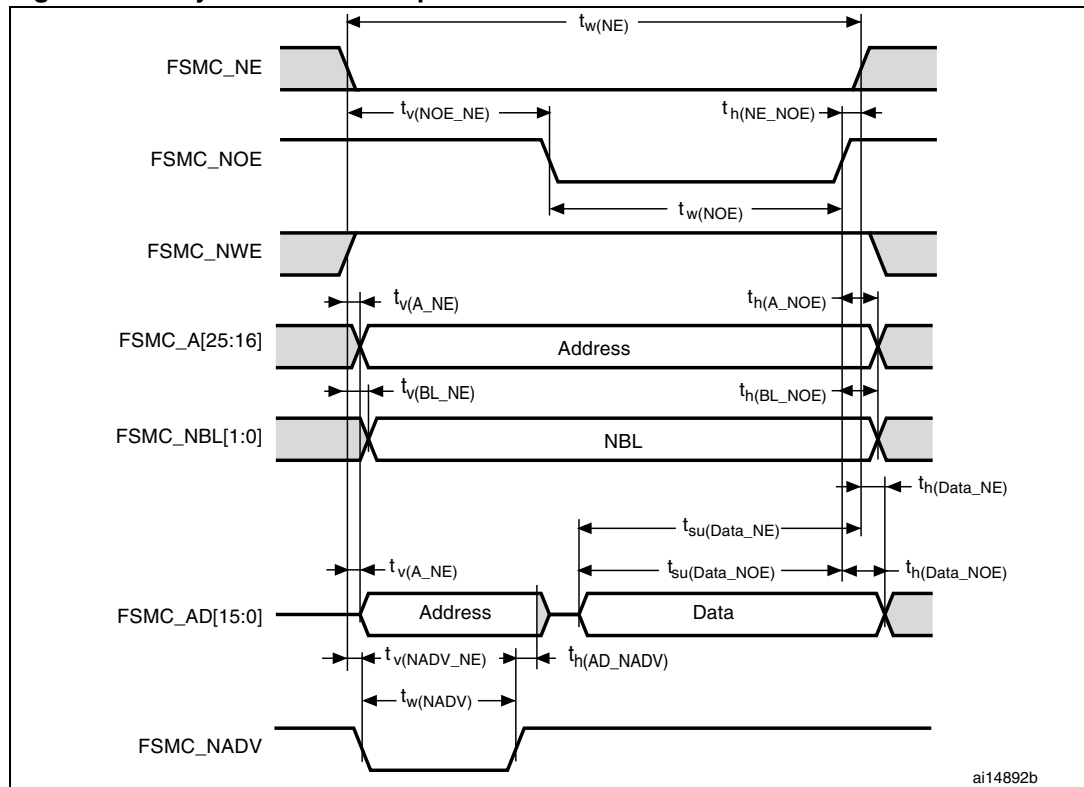 tw(NE)
FSMC_NE
tv(NOE_NE)
th(NE_NOE)
FSMC_NOE
tw(NOE)
FSMC_NWE
tv(A_NE)
th(A_NOE)
FSMC_A[25:16]
Address
tv(BL_NE)
th(BL_NOE)
FSMC_NBL[1:0]
NBL
th(Data_NE)
tsu(Data_NE)
tv(A_NE)
tsu(Data_NOE)
th(Data_NOE)
FSMC_AD[15:0]
Address
Data
tv(NADV_NE)
th(AD_NADV)
tw(NADV)
FSMC_NADV
ai14892b